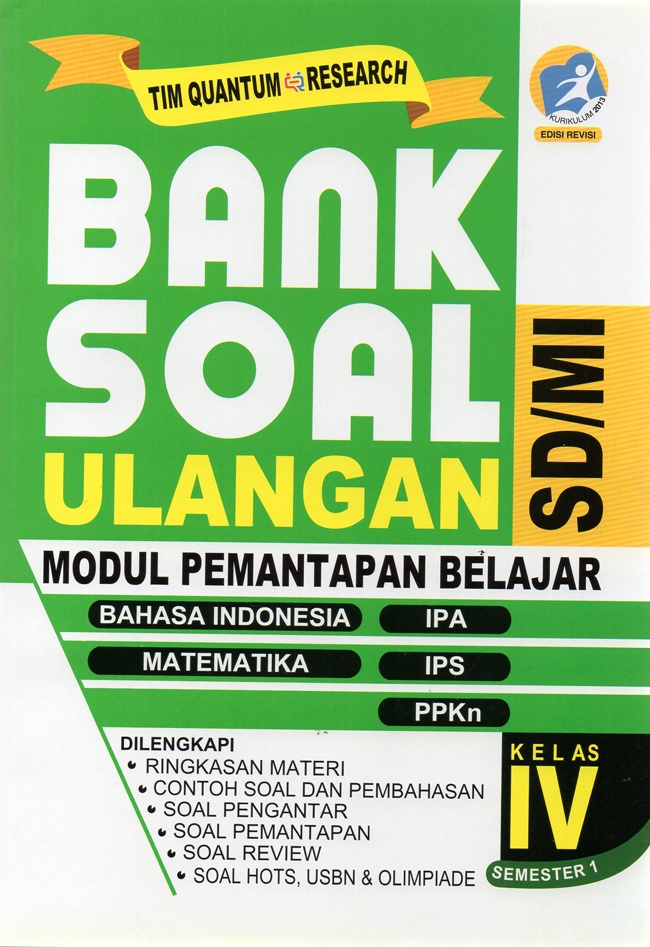 TIM QUANTUM RESEARCH
KURIKULUM 2013
EDISI REVISI
BANK
SOAL
ULANGAN
SD/MI
MODUL PEMANTAPAN BELAJAR
BAHASA INDONESIA IPA
MATEMATIKA IPS
PPKn
DILENGKAPI
• RINGKASAN MATERI
• CONTOH SOAL DAN PEMBAHASAN
• SOAL PENGANTAR
• SOAL PEMANTAPAN
• SOAL REVIEW
• SOAL HOTS, USBN & OLIMPIADE
KELAS
IV
SEMESTER 1